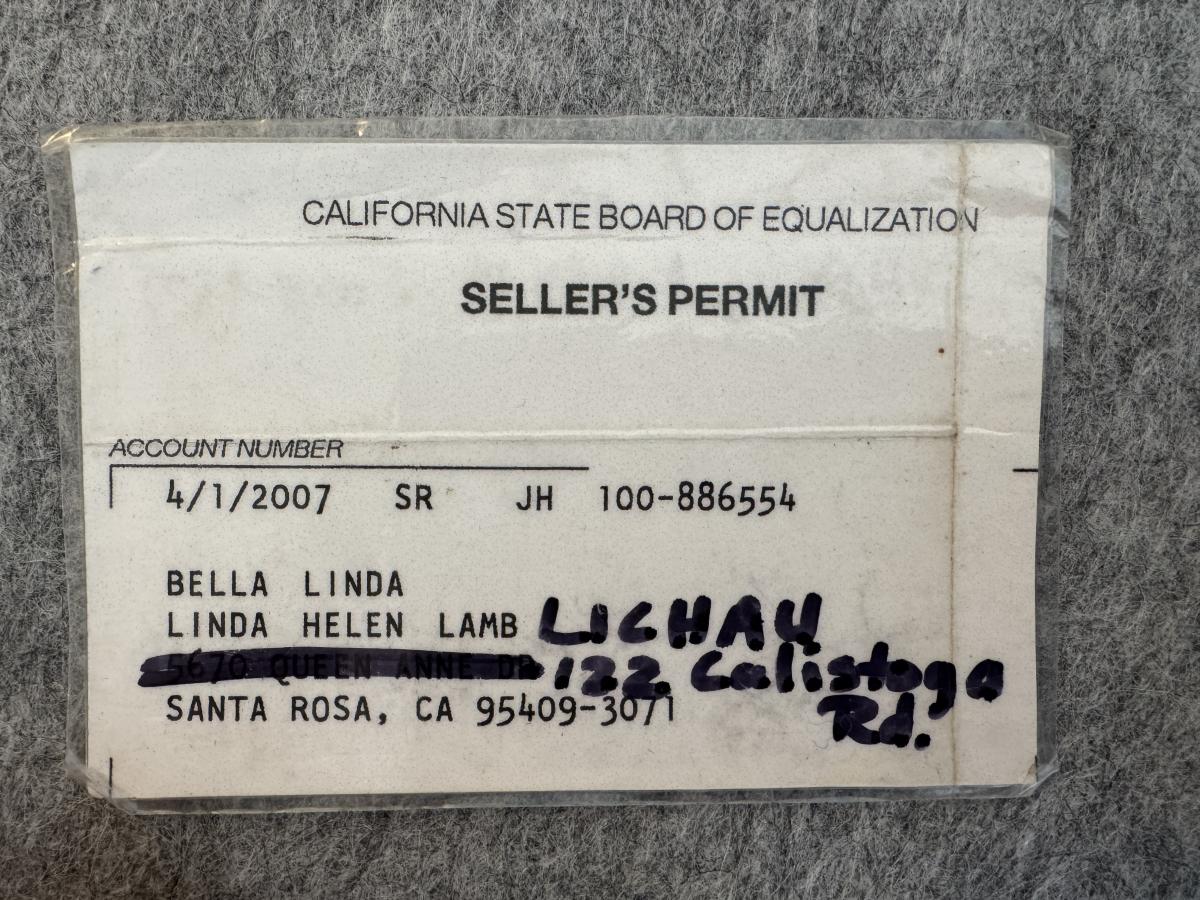 CALIFORNIA STATE BOARD OF EQUALIZATION
SELLER'S PERMIT
ACCOUNT NUMBER
4/1/2007 SR JH 100-886554
BELLA LINDA
LINDA HELEN LAMB LICHAU
5670 QUEEN ANNE DR 122 Calistoga
Rd.
SANTA ROSA, CA 95409-3071